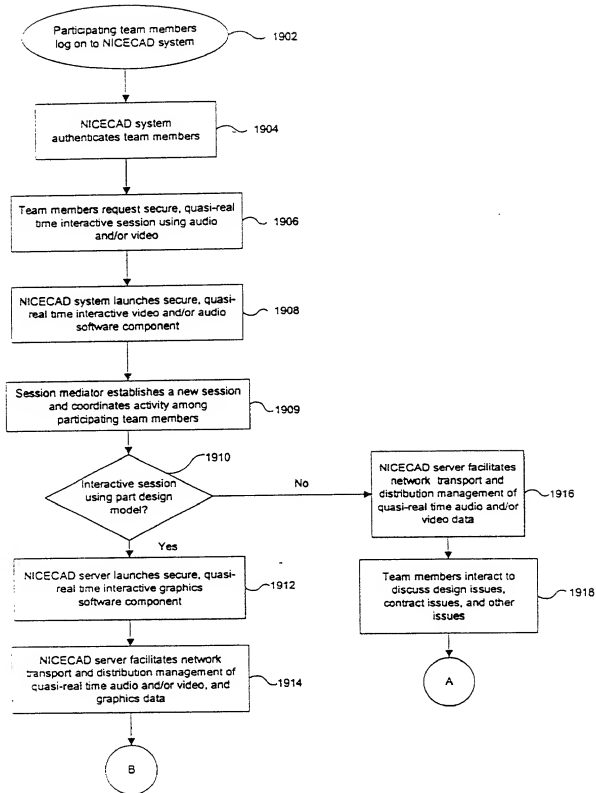 Participating team members
log on to NICECAD system
1902
NICECAD system
authenticates team members
1904
Team members request secure, quasi-real
time interactive session using audio
and/or video
1906
NICECAD system launches secure, quasi-
real time interactive video and/or audio
software component
1908
Session mediator establishes a new session
and coordinates activity among
participating team members
1909
1910
Interactive session
using part design
model?
No
Yes
NICECAD server facilitates
network transport and
distribution management of
quasi-real time audio and/or
video data
1916
NICECAD server launches secure, quasi-
real time interactive graphics
software component
1912
Team members interact to
discuss design issues,
contract issues, and other
issues
1918
NICECAD server facilitates network
transport and distribution management of
quasi-real time audio and/or video, and
graphics data
1914
A
B